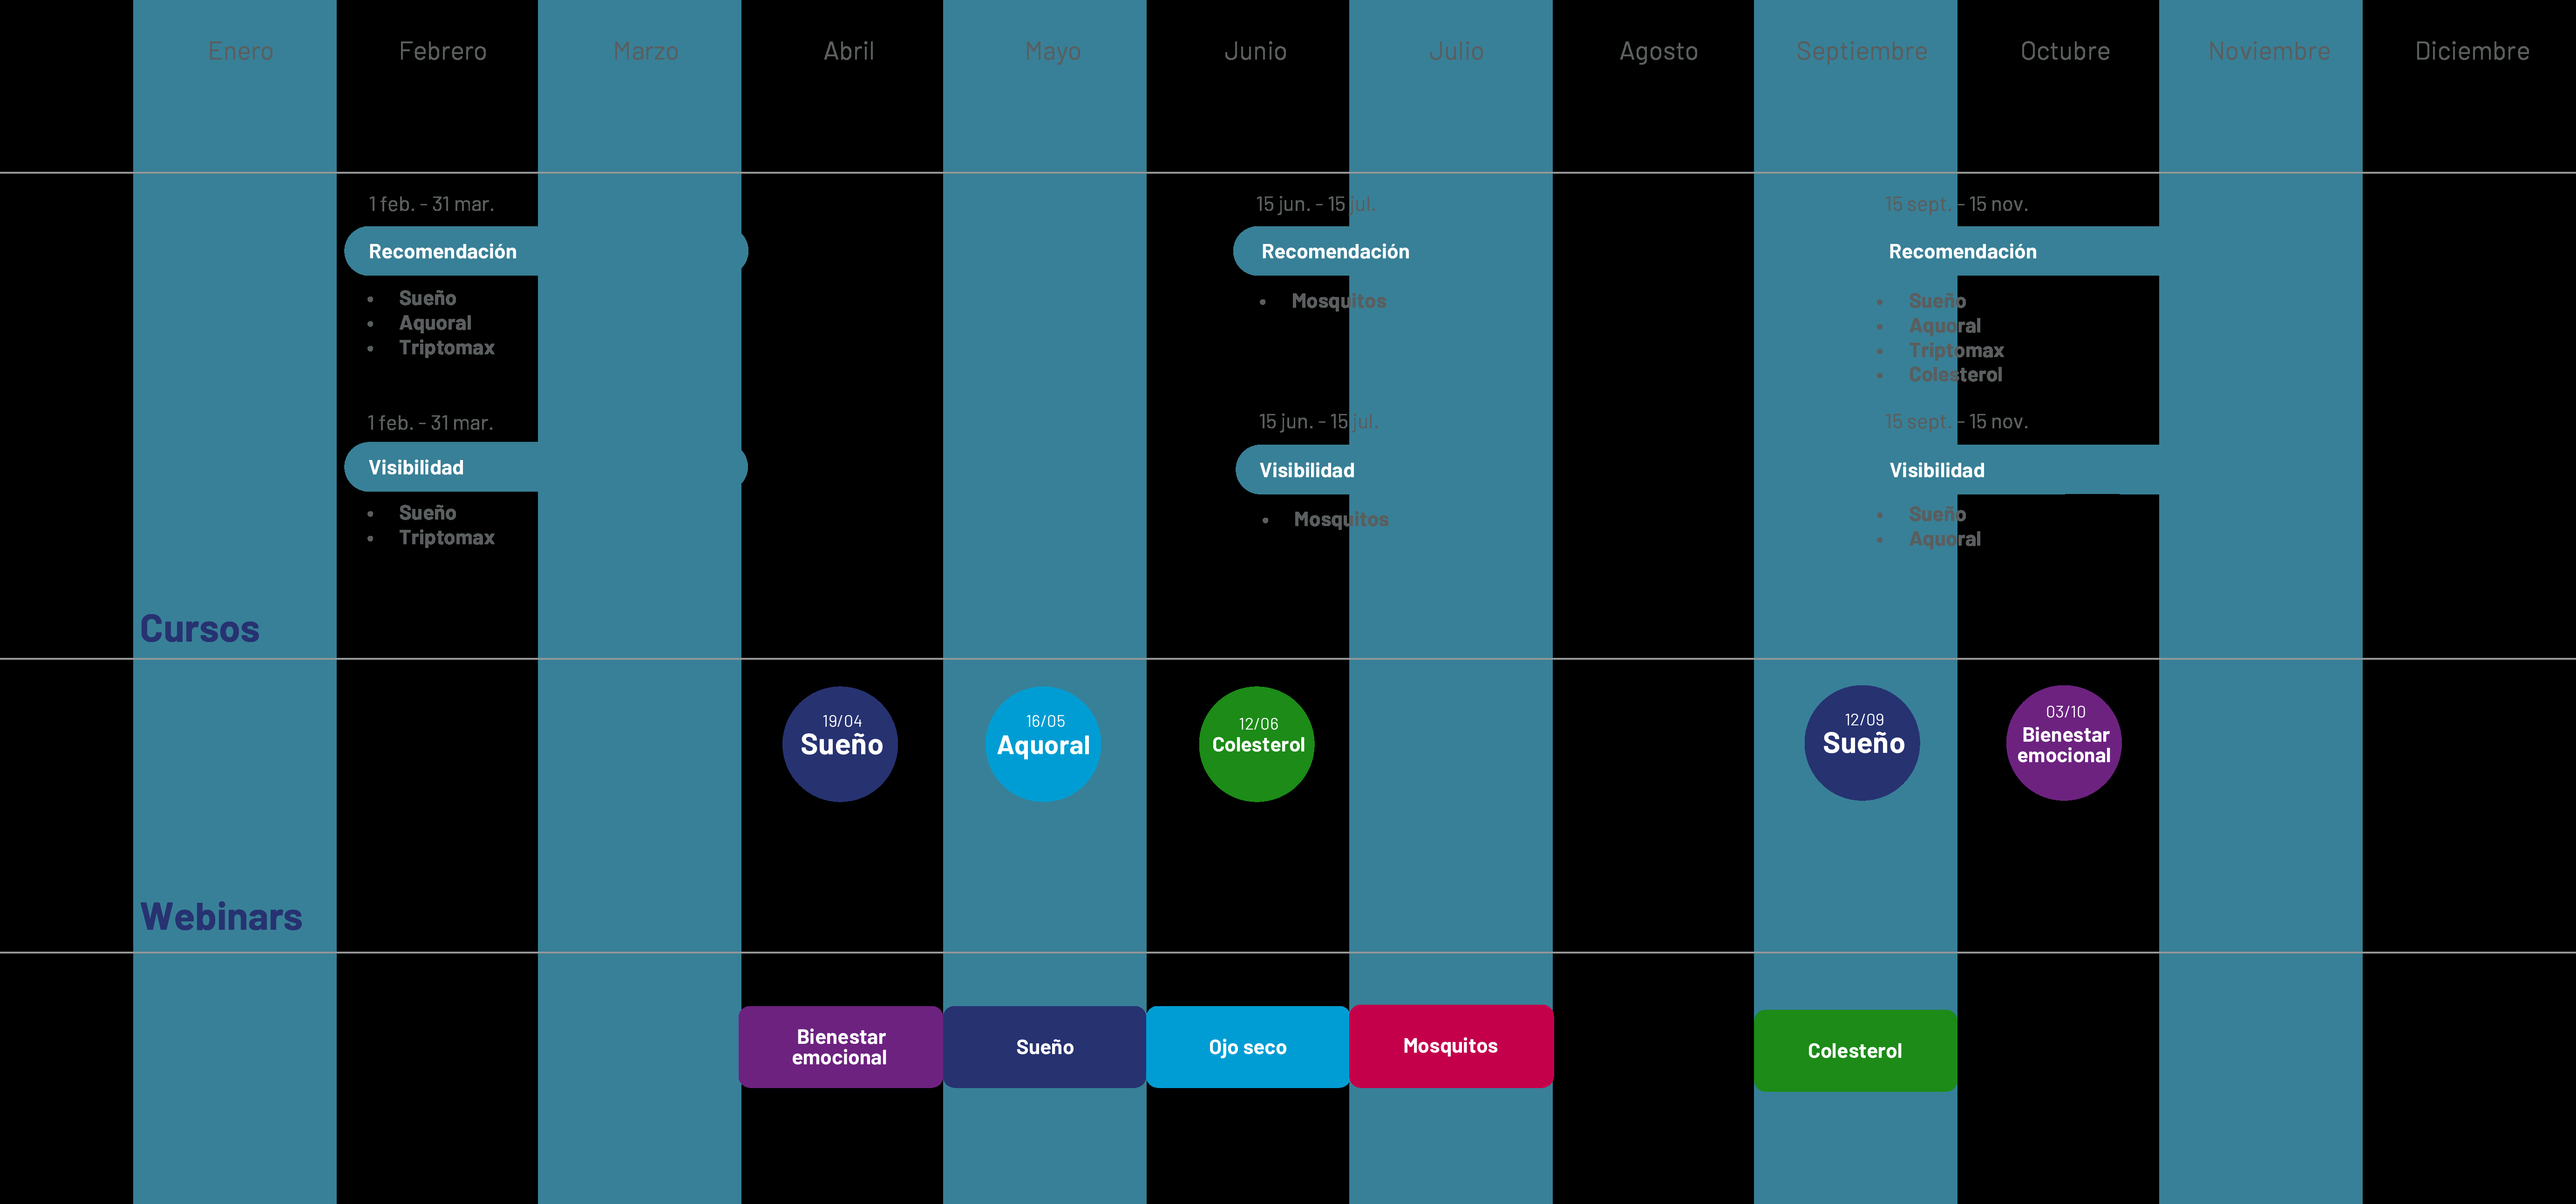 Enero Febrero Marzo Abril Mayo Junio Julio Agosto Septiembre Octubre Noviembre Diciembre
1 feb. - 31 mar.
Recomendación
• Sueño
• Aquoral
• Triptomax
1 feb. - 31 mar.
Visibilidad
• Sueño
• Triptomax
15 jun. - 15 jul.
Recomendación
• Mosquitos
15 jun. - 15 jul.
Visibilidad
• Mosquitos
15 sept. - 15 nov.
Recomendación
• Sueño
• Aquoral
• Triptomax
• Colesterol
15 sept. - 15 nov.
Visibilidad
• Sueño
• Aquoral
Cursos
19/04
Sueño
16/05
Aquoral
12/06
Colesterol
12/09
Sueño
03/10
Bienestar
emocional
Webinars
Bienestar
emocional
Sueño
Ojo seco
Mosquitos
Colesterol